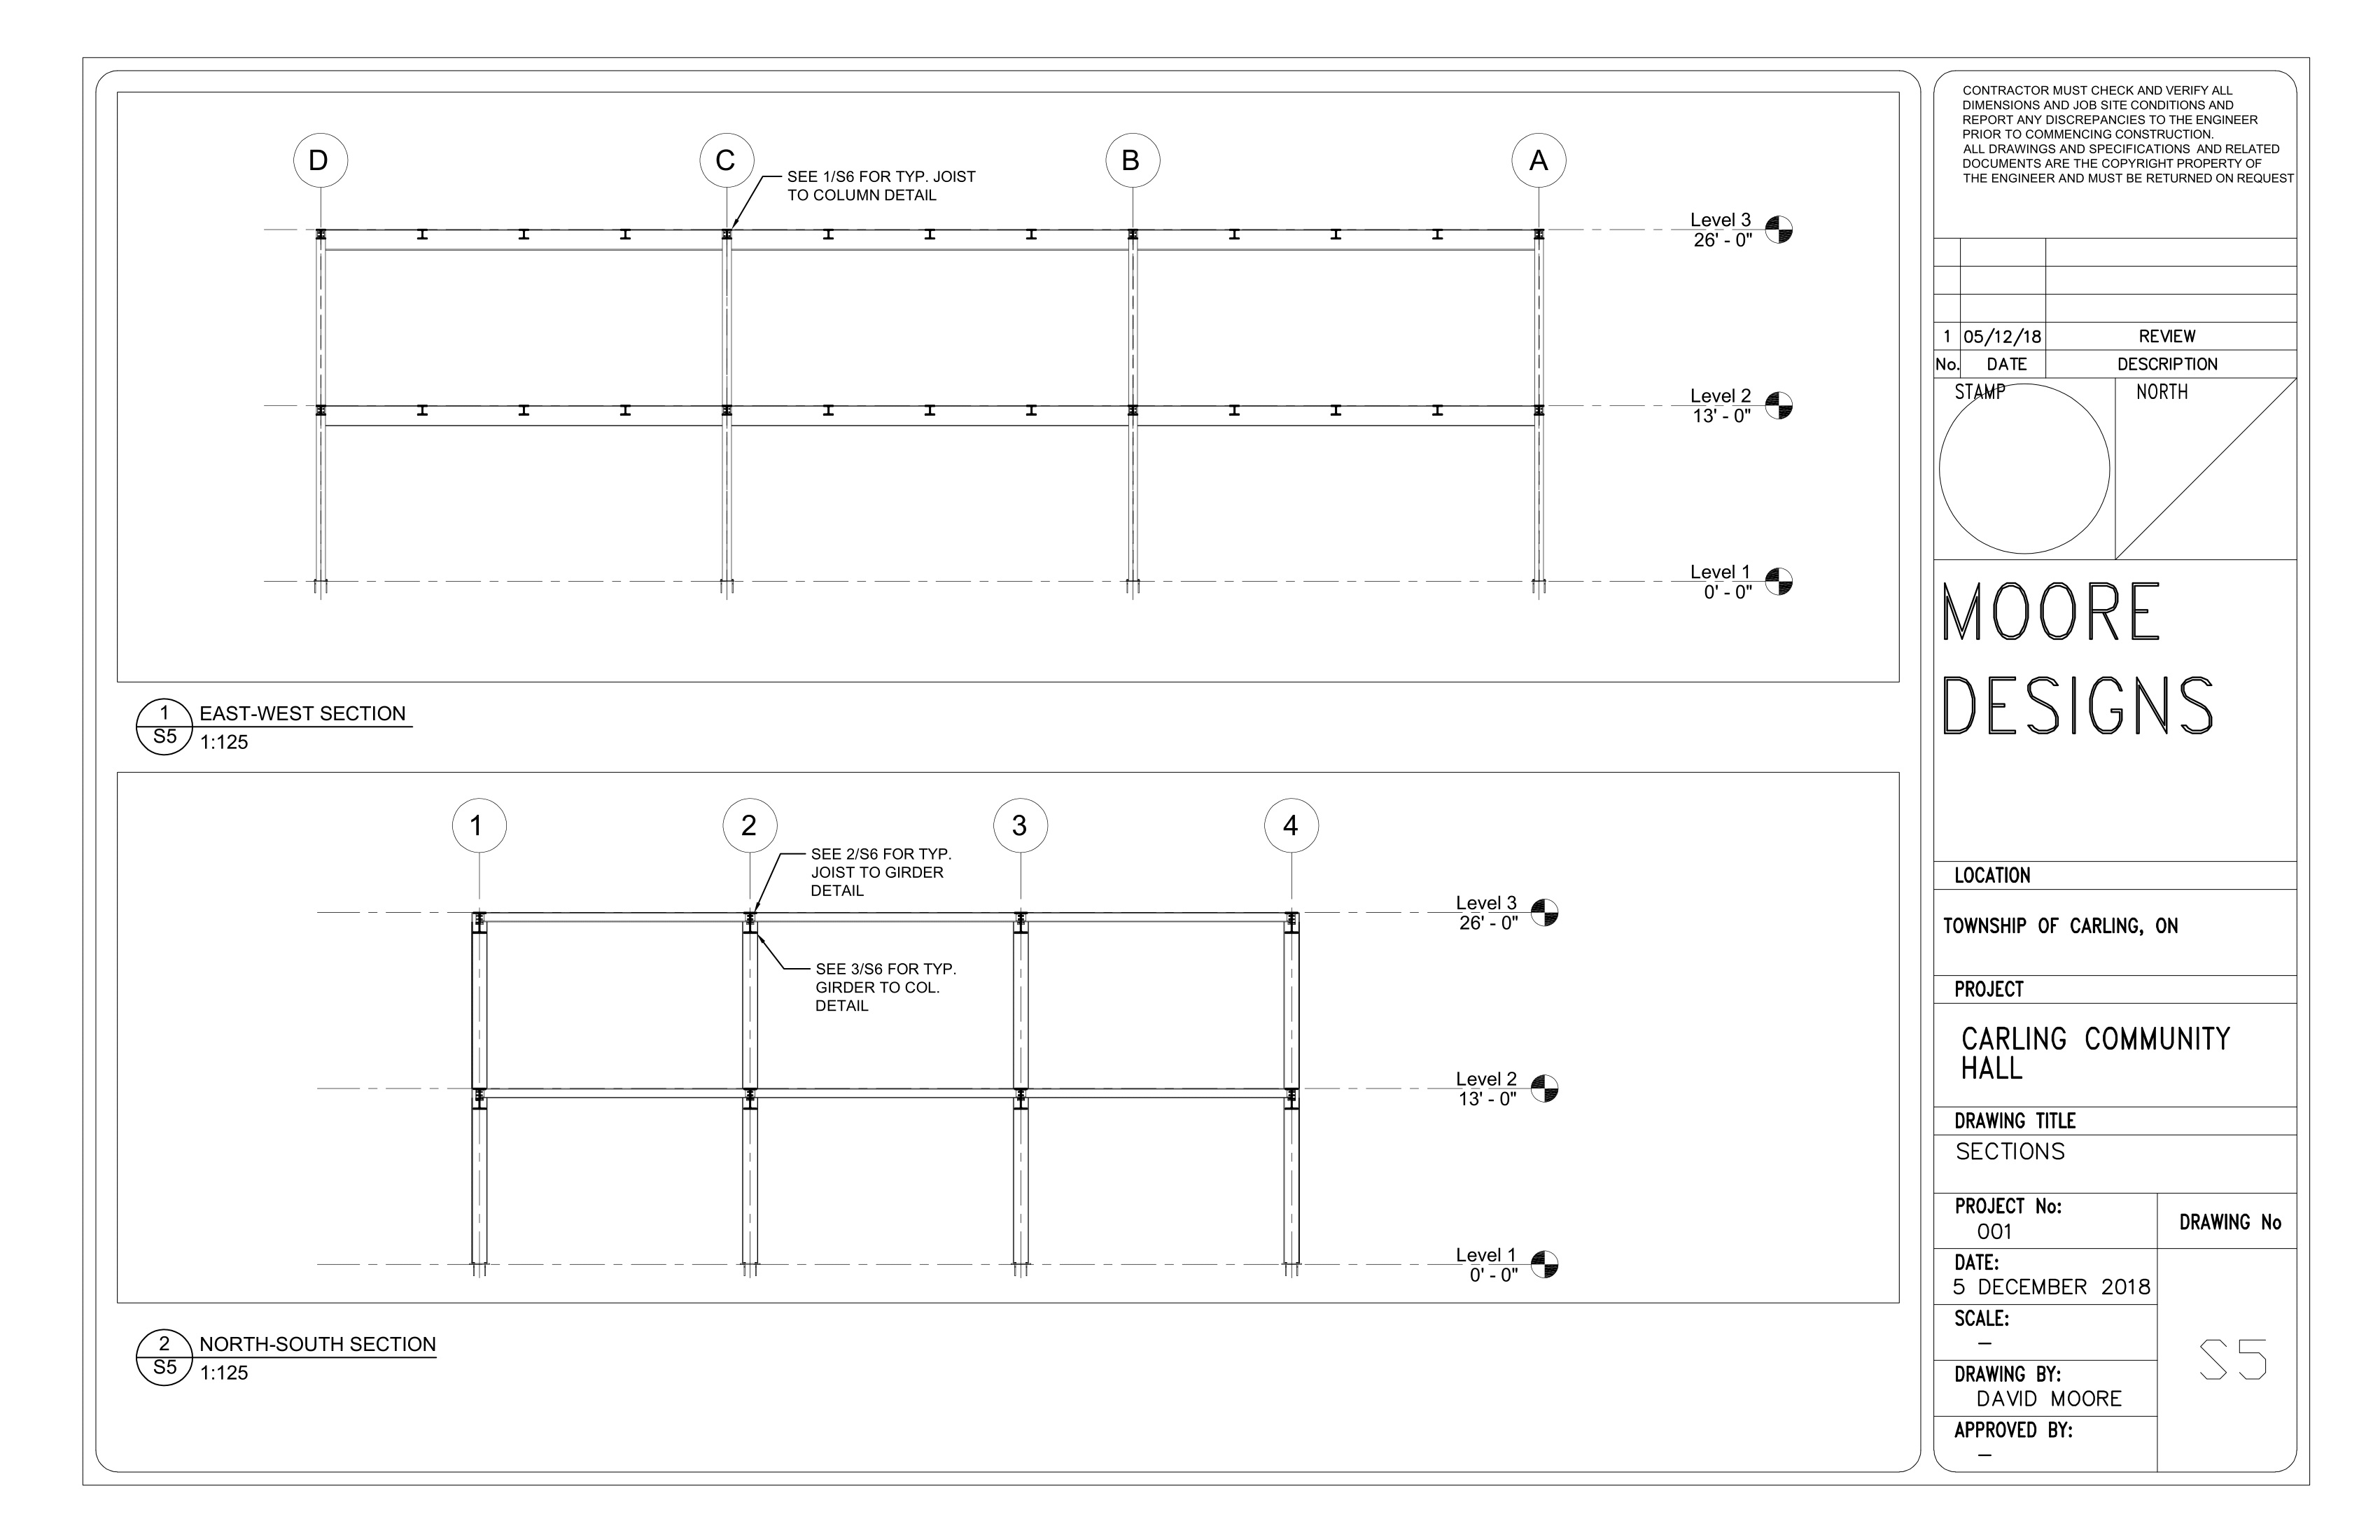 D
C
B
A
SEE 1/S6 FOR TYP. JOIST
TO COLUMN DETAIL
Level 3
26' - 0"
Level 2
13' - 0"
Level 1
0' - 0"
1
S5
EAST-WEST SECTION
1:125
1
2
3
4
SEE 2/S6 FOR TYP.
JOIST TO GIRDER
DETAIL
SEE 3/S6 FOR TYP.
GIRDER TO COL.
DETAIL
Level 3
26' - 0"
Level 2
13' - 0"
Level 1
0' - 0"
2
S5
NORTH-SOUTH SECTION
1:125
CONTRACTOR MUST CHECK AND VERIFY ALL
DIMENSIONS AND JOB SITE CONDITIONS AND
REPORT ANY DISCREPANCIES TO THE ENGINEER
PRIOR TO COMMENCING CONSTRUCTION.
ALL DRAWINGS AND SPECIFICATIONS AND RELATED
DOCUMENTS ARE THE COPYRIGHT PROPERTY OF
THE ENGINEER AND MUST BE RETURNED ON REQUEST
1 05/12/18 REVIEW
No. DATE DESCRIPTION
STAMP NORTH
MOORE
DESIGNS
LOCATION
TOWNSHIP OF CARLING, ON
PROJECT
CARLING COMMUNITY
HALL
DRAWING TITLE
SECTIONS
PROJECT No:
001
DRAWING No
DATE:
5 DECEMBER 2018
SCALE:
–
DRAWING BY:
DAVID MOORE
APPROVED BY:
–
S5